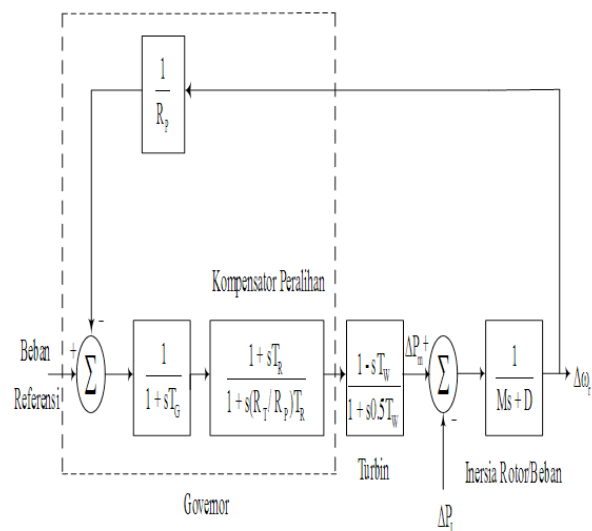 1
R_P
Kompensator Peralihan
-
Beban
+
Referensi
Σ
1
1 + sT_G
1 + sT_R
1 + s(R_T/R_P)T_R
1 - sT_W
1 + s0.5T_W
ΔP_m
+
Σ
-
1
Ms + D
Δω_r
Turbin
Inersia Rotor/Beban
Governor
ΔP_L